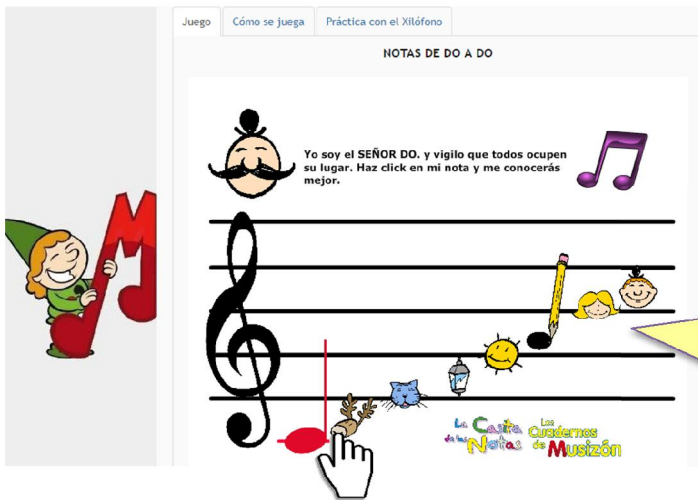 Juego
Cómo se juega
Práctica con el Xilófono
NOTAS DE DO A DO
Yo soy el SEÑOR DO. y vigilo que todos ocupen
su lugar. Haz click en mi nota y me conocerás
mejor.
La Casita
de las Notas
Los
Cuadernos
de Musizón